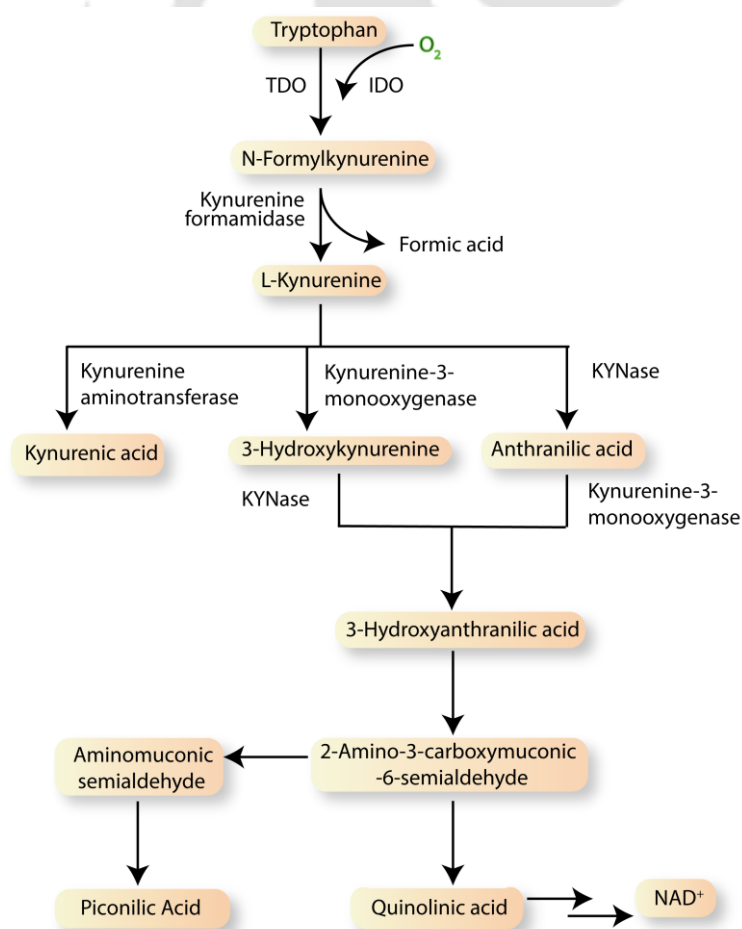 Tryptophan
O2
TDO
IDO
N-Formylkynurenine
Kynurenine
formamidase
Formic acid
L-Kynurenine
Kynurenine
aminotransferase
Kynurenine-3-
monooxygenase
KYNase
Kynurenic acid
3-Hydroxykynurenine
Anthranilic acid
KYNase
Kynurenine-3-
monooxygenase
3-Hydroxyanthranilic acid
Aminomuconic
semialdehyde
2-Amino-3-carboxymuconic
-6-semialdehyde
Piconilic Acid
Quinolinic acid
NAD+